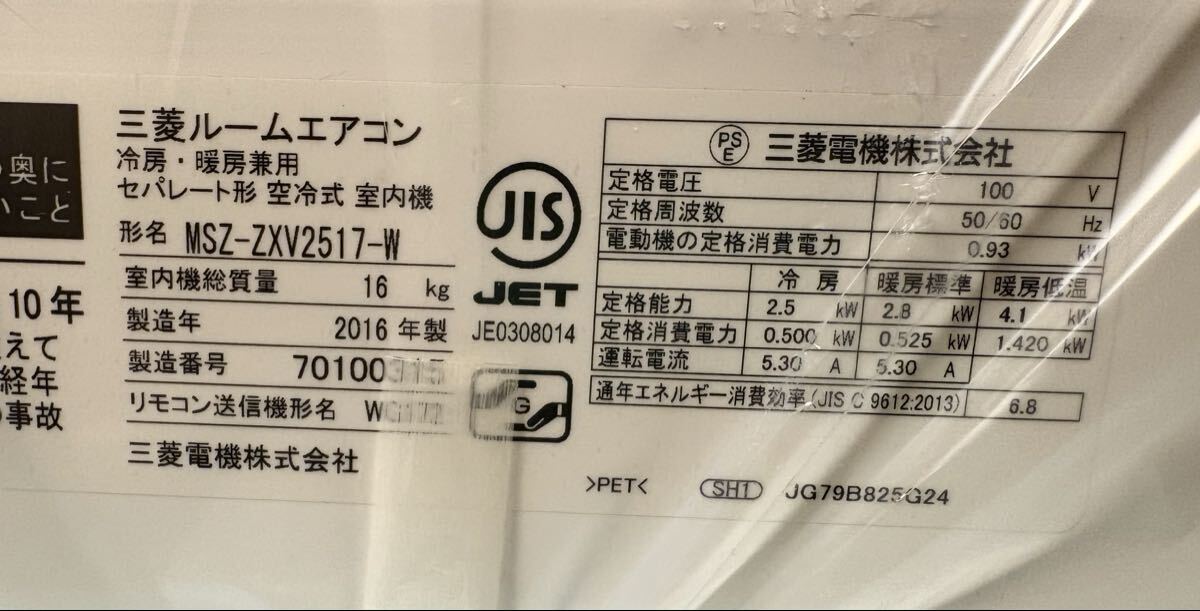 奥に
いこと
10年
えて
経年
事故
三菱ルームエアコン
冷房・暖房兼用
セパレート形 空冷式 室内機
形名 MSZ-ZXV2517-W
室内機総質量 16 kg
製造年 2016 年製
製造番号 70100
リモコン送信機形名
三菱電機株式会社
JIS
JET
JE0308014
G
PS E 三菱電機株式会社
定格電圧 100 V
定格周波数 50/60 Hz
電動機の定格消費電力 0.93 kW
冷房 暖房標準 暖房低温
定格能力 2.5 kW 2.8 kW 4.1 kW
定格消費電力 0.500 kW 0.525 kW 1.420 kW
運転電流 5.30 A 5.30 A
通年エネルギー消費効率(JIS C 9612:2013) 6.8
>PET< SH1 JG79B825G24